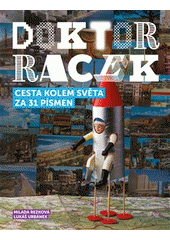 DOKTOR
RACEK
CESTA KOLEM SVĚTA
ZA 31 PÍSMEN
MILADA REZKOVÁ
LUKÁŠ URBÁNEK